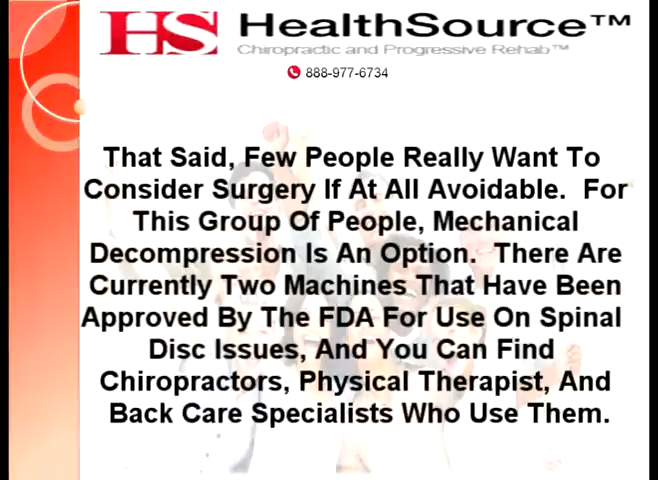 HS HealthSource™
Chiropractic and Progressive Rehab™
888-977-6734
That Said, Few People Really Want To
Consider Surgery If At All Avoidable.  For
This Group Of People, Mechanical
Decompression Is An Option.  There Are
Currently Two Machines That Have Been
Approved By The FDA For Use On Spinal
Disc Issues, And You Can Find
Chiropractors, Physical Therapist, And
Back Care Specialists Who Use Them.